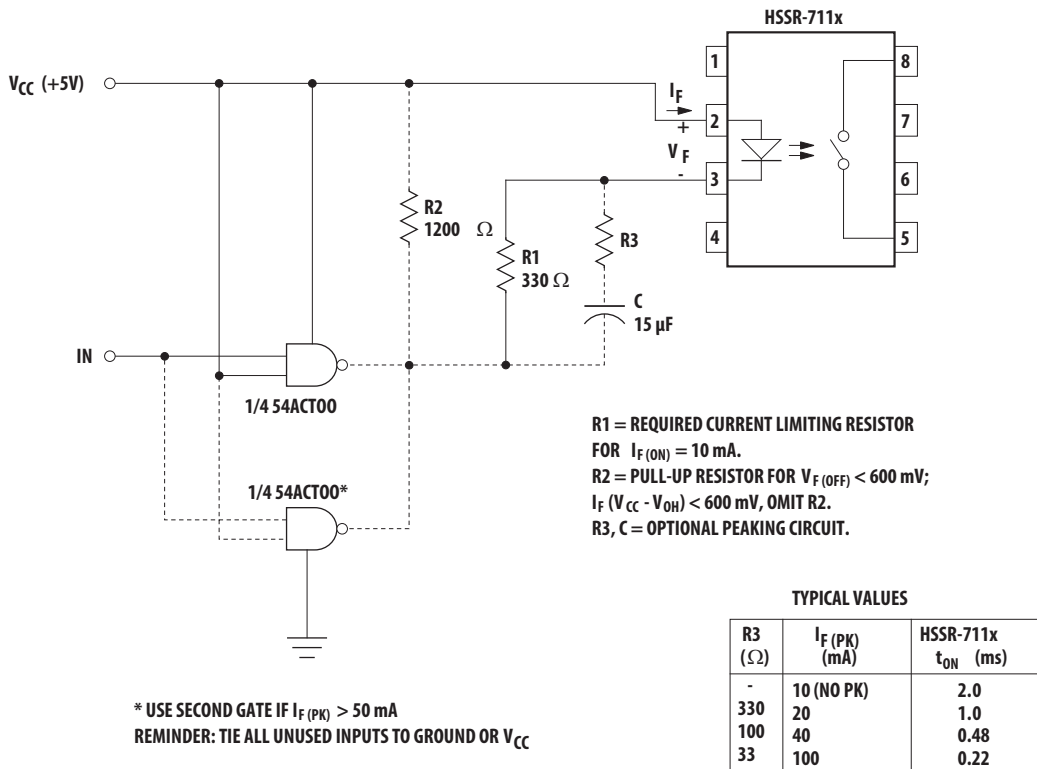 HSSR-711x
1
8
V_CC (+5V)
I_F
2
+
7
V_F
-
3
6
R2
1200 Ω
R1
330 Ω
R3
4
5
C
15 µF
IN
1/4 54ACTOO
1/4 54ACTOO*
R1 = REQUIRED CURRENT LIMITING RESISTOR
FOR I_F (ON) = 10 mA.
R2 = PULL-UP RESISTOR FOR V_F (OFF) < 600 mV;
I_F (V_CC - V_OH) < 600 mV, OMIT R2.
R3, C = OPTIONAL PEAKING CIRCUIT.
TYPICAL VALUES
R3 (Ω) I_F (PK) (mA) HSSR-711x t_ON (ms)
- 10 (NO PK) 2.0
330 20 1.0
100 40 0.48
33 100 0.22
* USE SECOND GATE IF I_F (PK) > 50 mA
REMINDER: TIE ALL UNUSED INPUTS TO GROUND OR V_CC